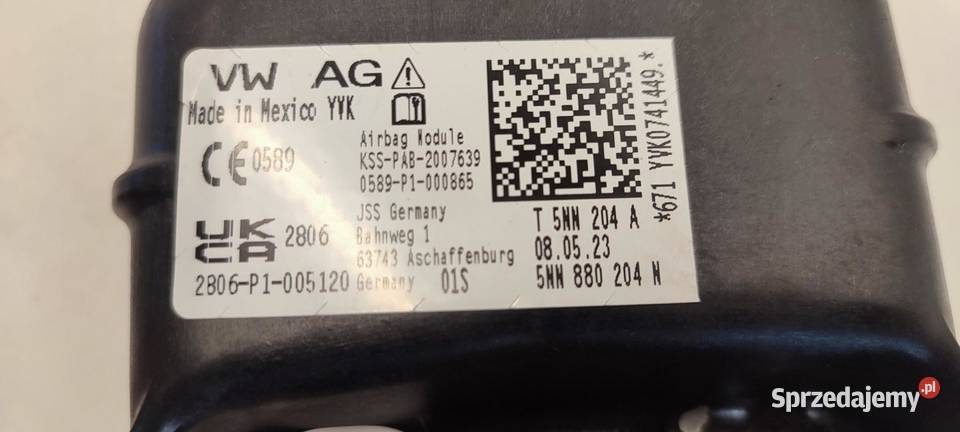 VW AG
Made in Mexico YYK
CE 0589
Airbag Module
KSS-PAB-2007639
0589-P1-000865
UK
CA 2806
2806-P1-005120
JSS Germany
Bahnweg 1
63743 Aschaffenburg
Germany 01S
T 5NN 204 A
08.05.23
5NN 880 204 N
*671 YVK0741449.*
Sprzedajemy.pl